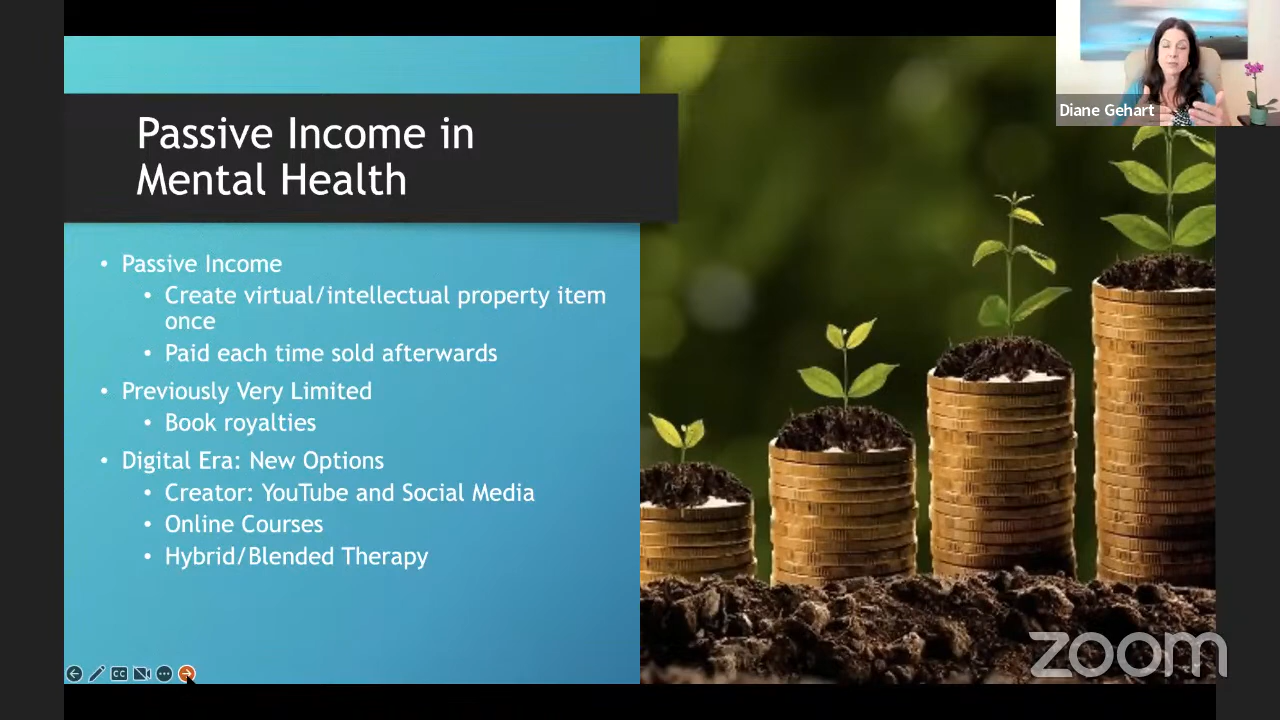 Passive Income in
Mental Health
• Passive Income
• Create virtual/intellectual property item
once
• Paid each time sold afterwards
• Previously Very Limited
• Book royalties
• Digital Era: New Options
• Creator: YouTube and Social Media
• Online Courses
• Hybrid/Blended Therapy
Diane Gehart
CC
zoom